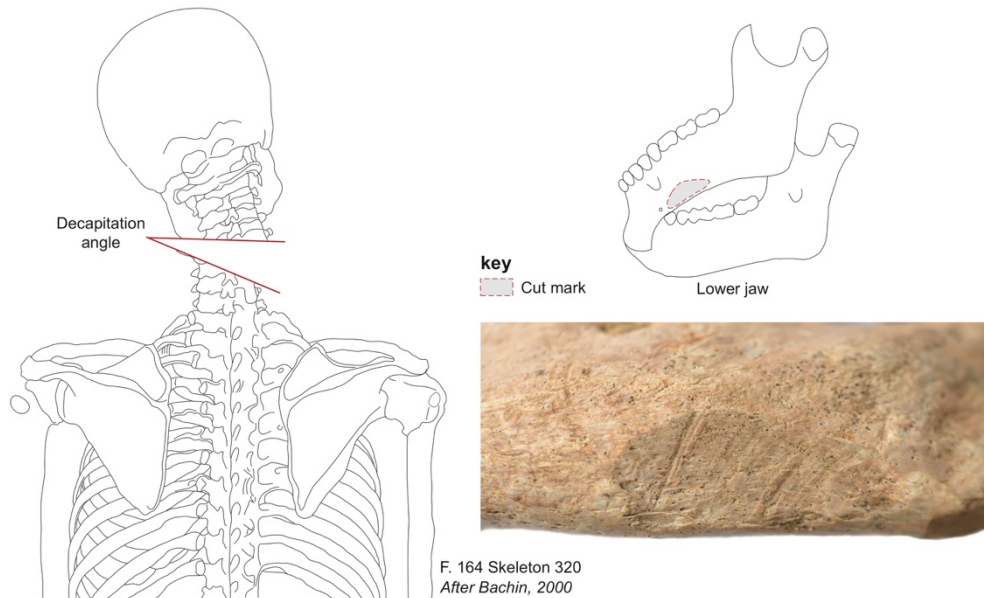 Decapitation
angle
key
Cut mark
Lower jaw
F. 164 Skeleton 320
After Bachin, 2000